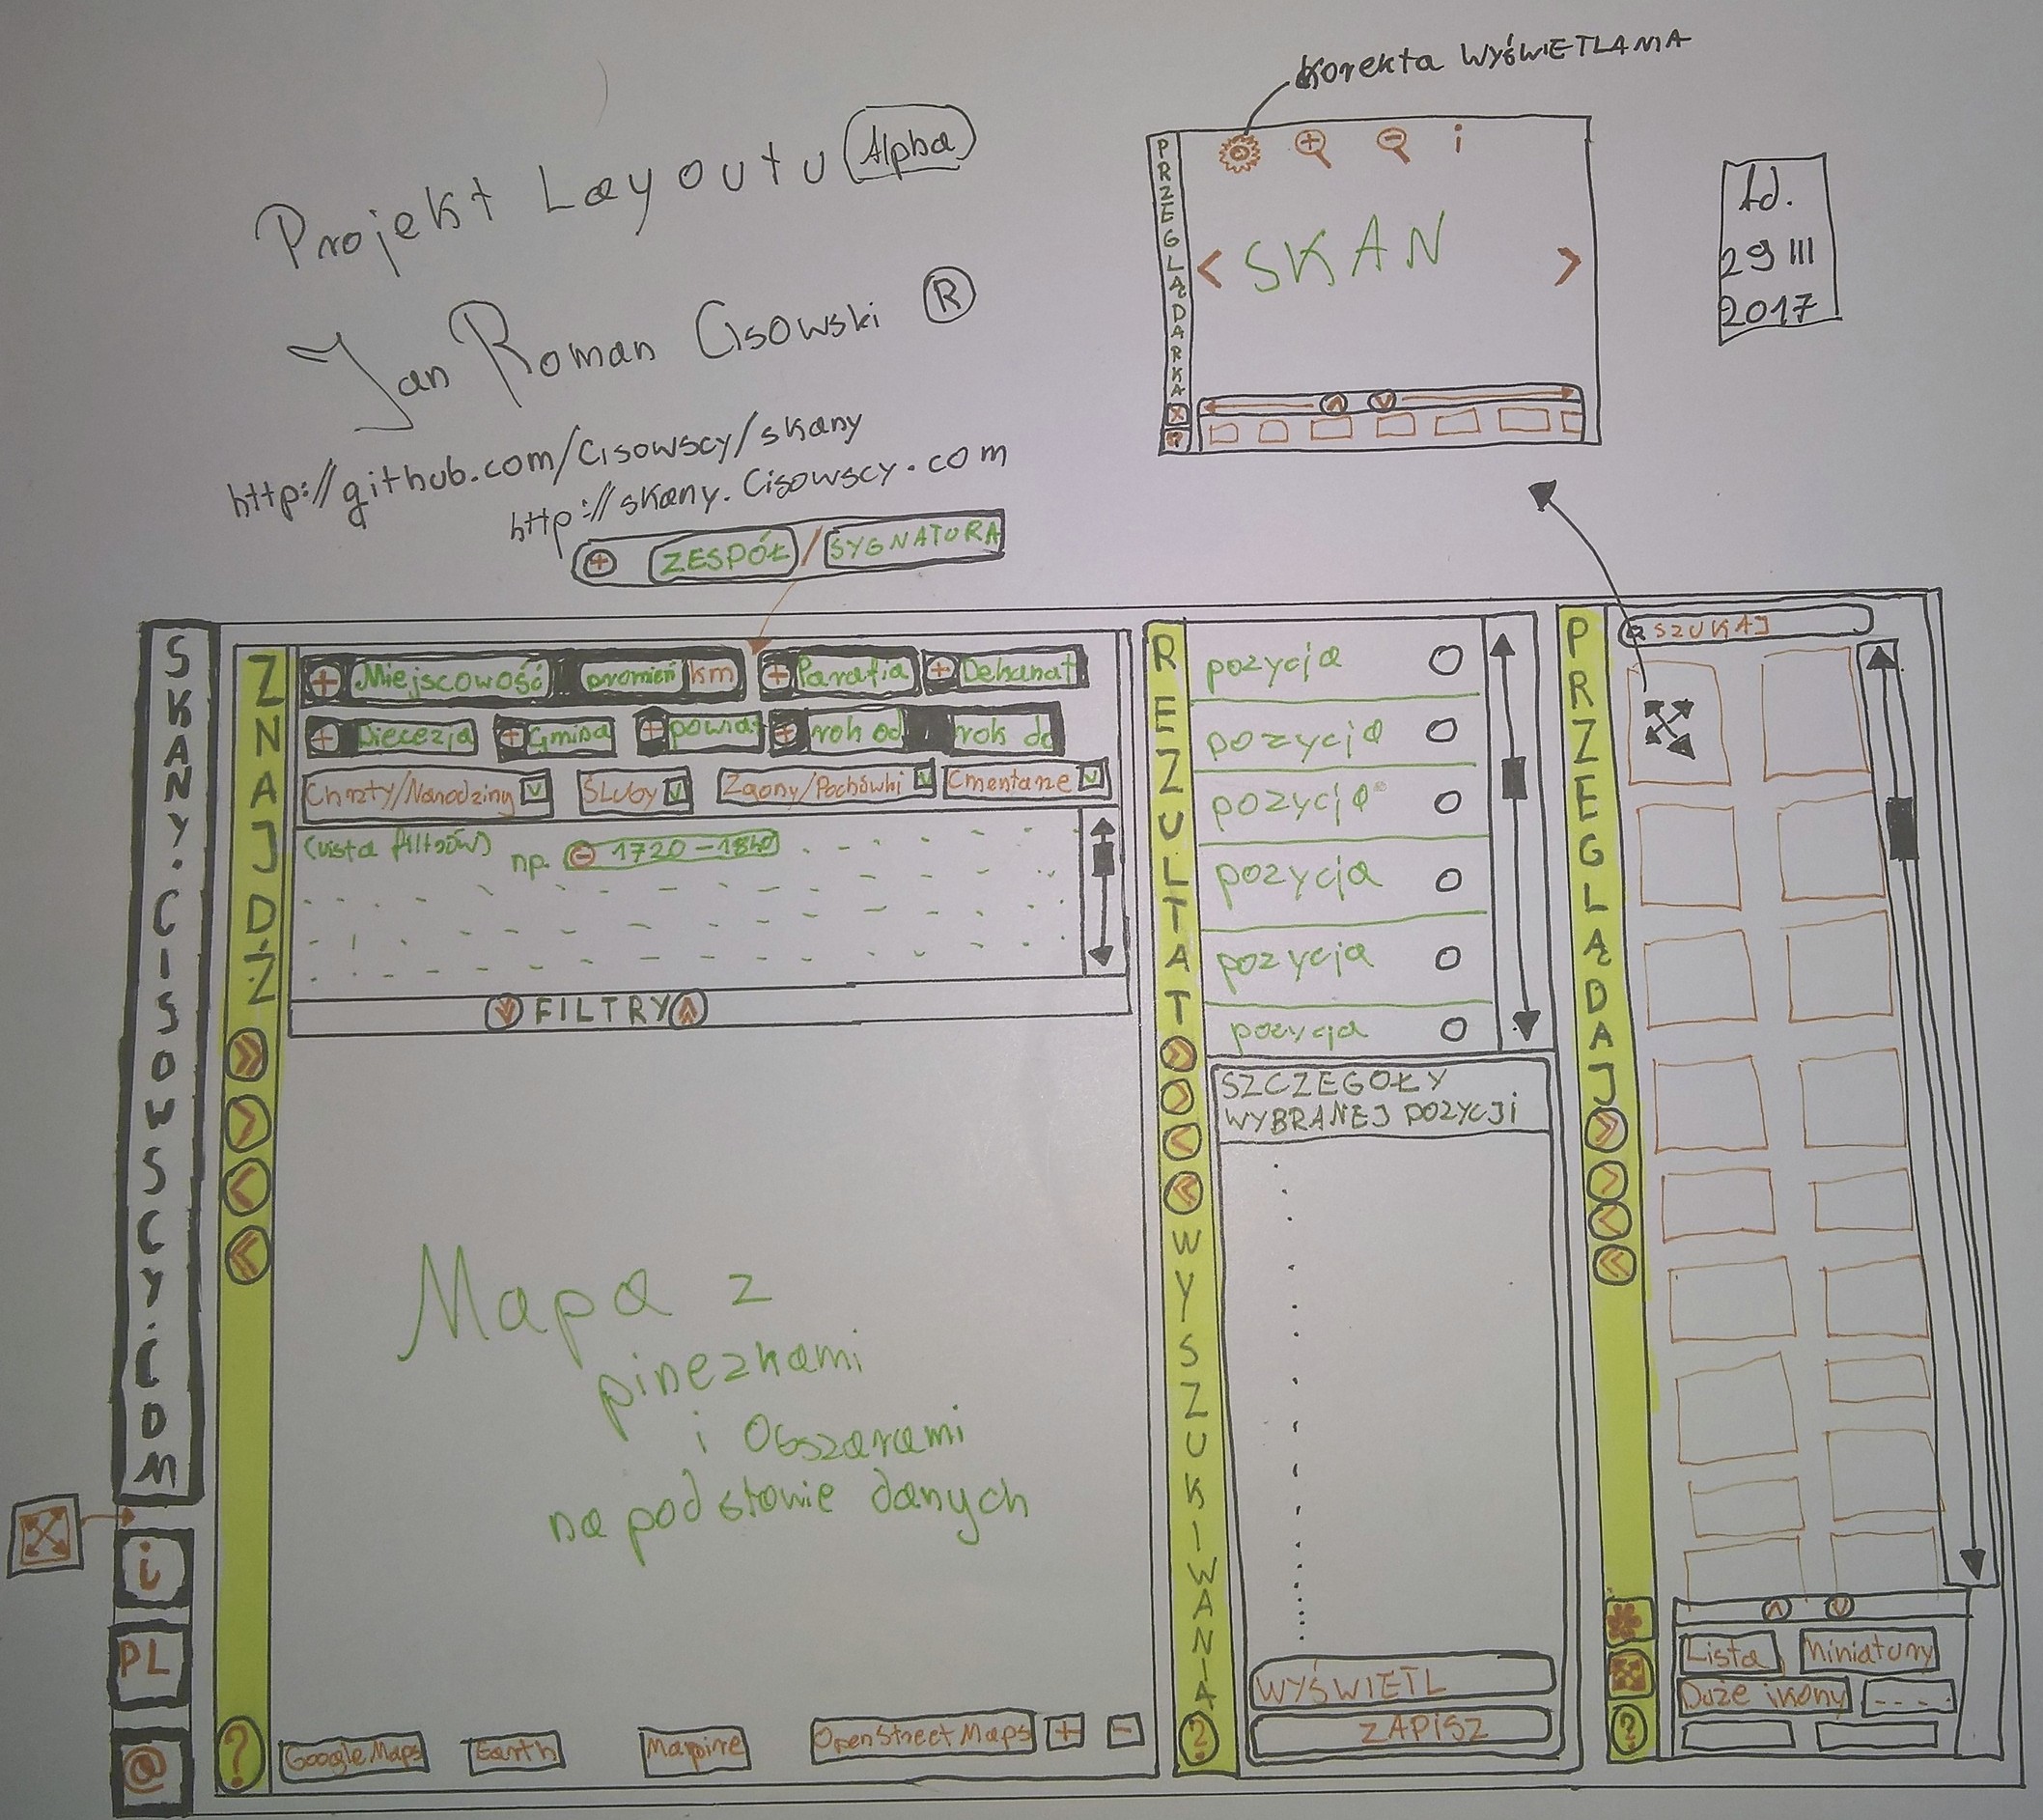 Korekta WYŚWIETLANIA
Projekt Layoutu Alpha
Jan Roman Cisowski ®
http://github.com/Cisowscy/skany
http://skany.Cisowscy.com
+ ZESPÓŁ / SYGNATURA
PRZEGLĄDARKA X ?
+ - i
< SKAN >
Łd.
29 III
2017
SKANY.CISOWSCY.COM
i
PL
@
ZNAJDŹ
» > < «
?
+ Miejscowość promień km + Parafia + Dekanat
+ Diecezja + Gmina + powiat + rok od rok do
Chrzty/Narodziny V Śluby V Zgony/Pochówki V Cmentarze V
(lista filtrów) np. - 1720-1840
FILTRY
Mapa z
pinezkami
i Obszarami
na podstawie danych
Google Maps Earth Mapire OpenStreet Maps + -
REZULTAT » > < « WYSZUKIWANIA ?
pozycja
pozycja
pozycja
pozycja
pozycja
pozycja
SZCZEGÓŁY
WYBRANEJ POZYCJI
WYŚWIETL
ZAPISZ
PRZEGLĄDAJ » > < «
?
SZUKAJ
Lista Miniatury
Duże ikony ----